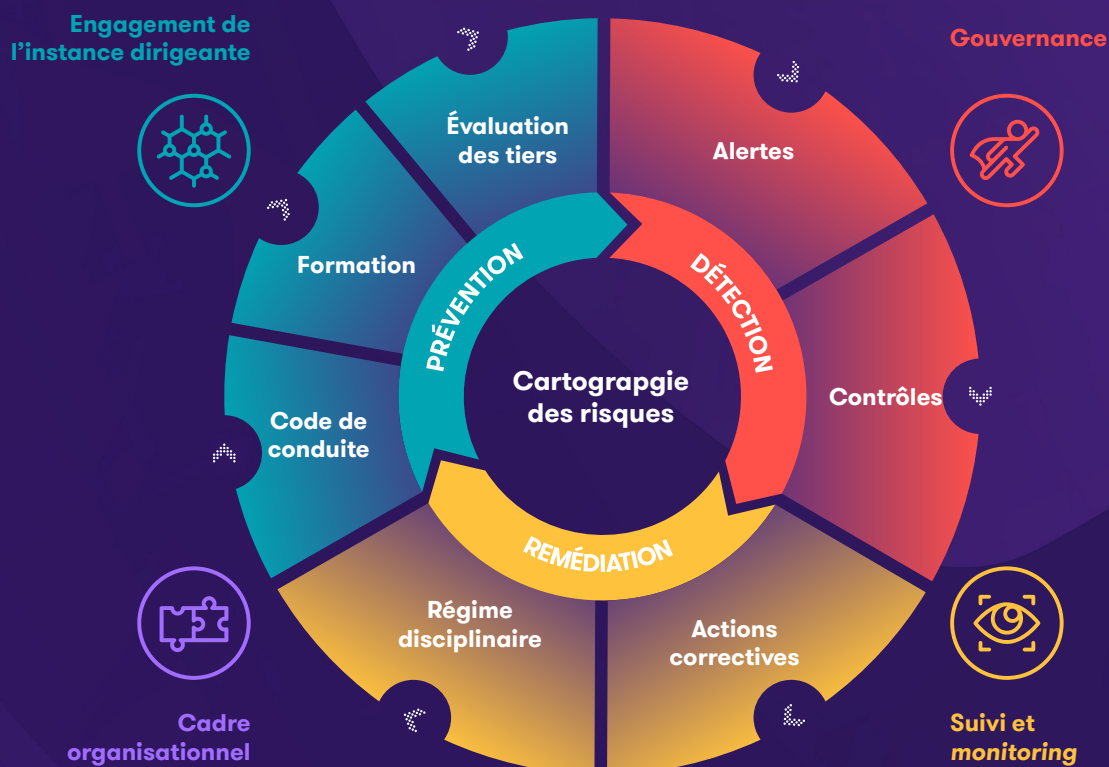 Engagement de
l'instance dirigeante
Gouvernance
Évaluation
des tiers
Alertes
Formation
PRÉVENTION
DÉTECTION
Cartograpgie
des risques
Contrôles
Code de
conduite
REMÉDIATION
Régime
disciplinaire
Actions
correctives
Cadre
organisationnel
Suivi et
monitoring